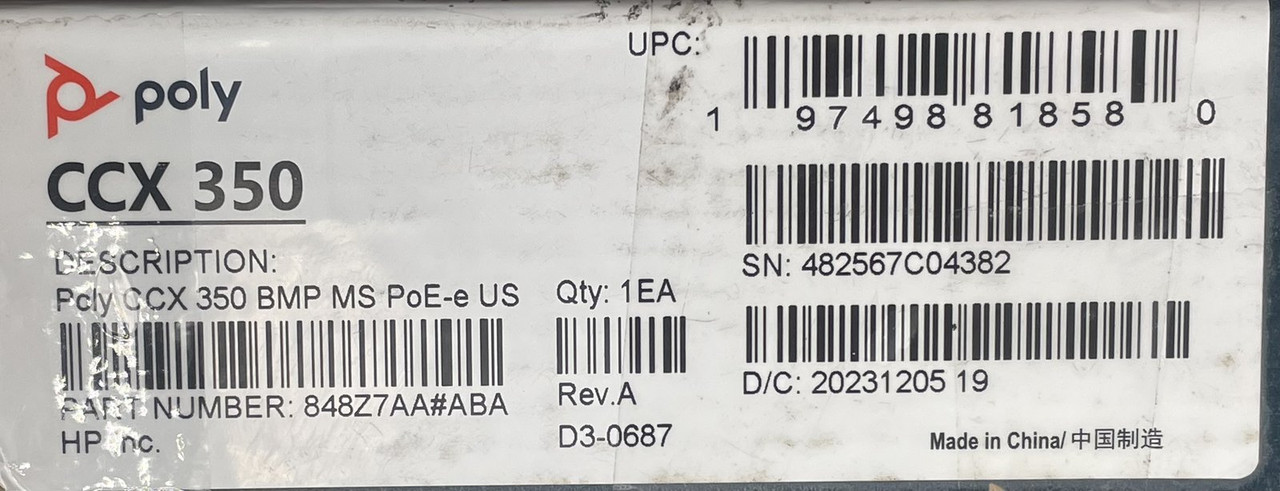 poly
CCX 350
DESCRIPTION:
Poly CCX 350 BMP MS PoE-e US
PART NUMBER: 848Z7AA#ABA
HP Inc.
Qty: 1EA
Rev.A
D3-0687
UPC:
1 97498 81858 0
SN: 482567C04382
D/C: 20231205 19
Made in China/ 中国制造